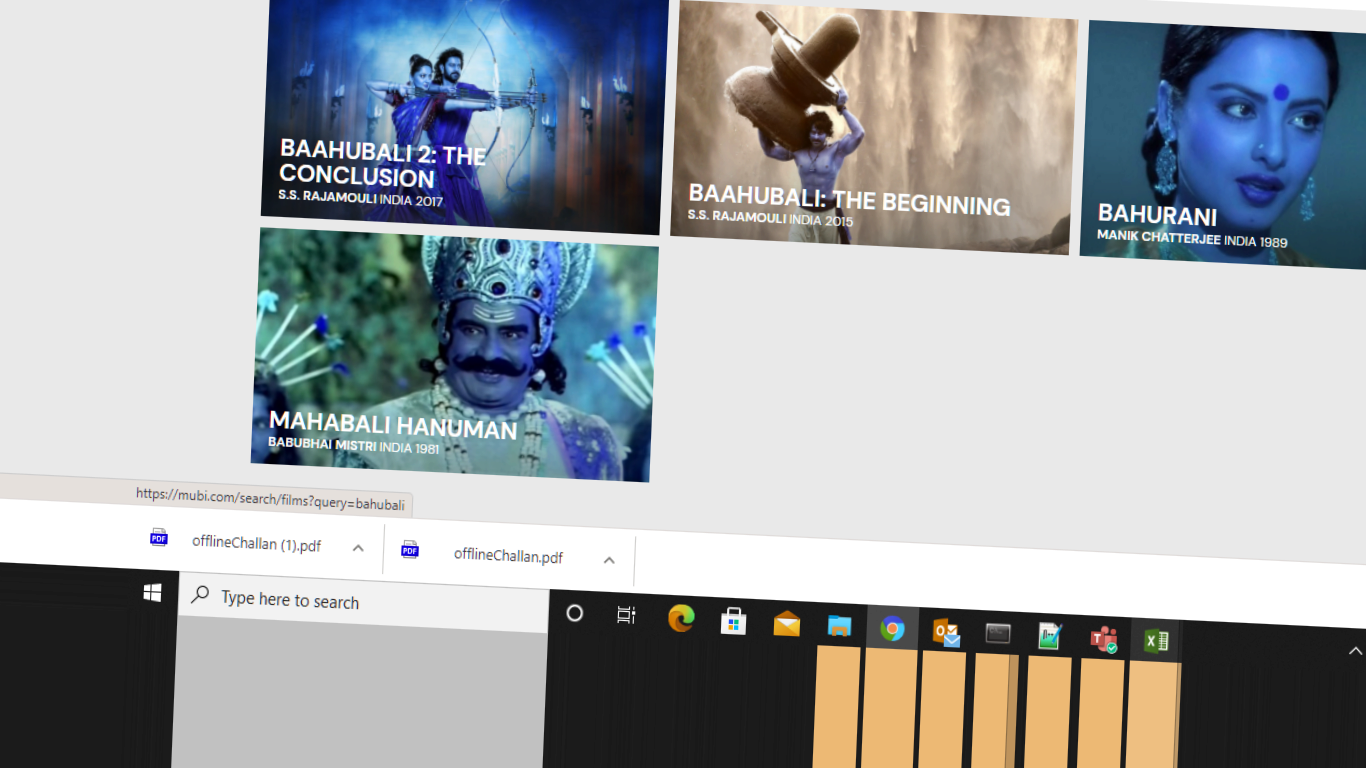 BAAHUBALI 2: THE
CONCLUSION
S.S. RAJAMOULI INDIA 2017
BAAHUBALI: THE BEGINNING
S.S. RAJAMOULI INDIA 2015
BAHURANI
MANIK CHATTERJEE INDIA 1989
MAHABALI HANUMAN
BABUBHAI MISTRI INDIA 1981
https://mubi.com/search/films?query=bahubali
PDF
offlineChallan (1).pdf
PDF
offlineChallan.pdf
Type here to search